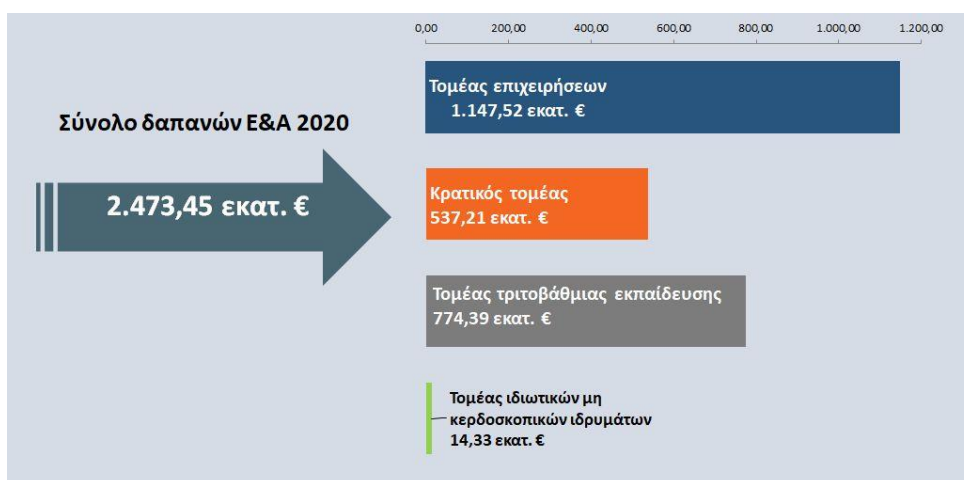 0,00 200,00 400,00 600,00 800,00 1.000,00 1.200,00
Σύνολο δαπανών Ε&Α 2020
2.473,45 εκατ. €
Τομέας επιχειρήσεων
1.147,52 εκατ. €
Κρατικός τομέας
537,21 εκατ. €
Τομέας τριτοβάθμιας εκπαίδευσης
774,39 εκατ. €
Τομέας ιδιωτικών μη
κερδοσκοπικών ιδρυμάτων
14,33 εκατ. €